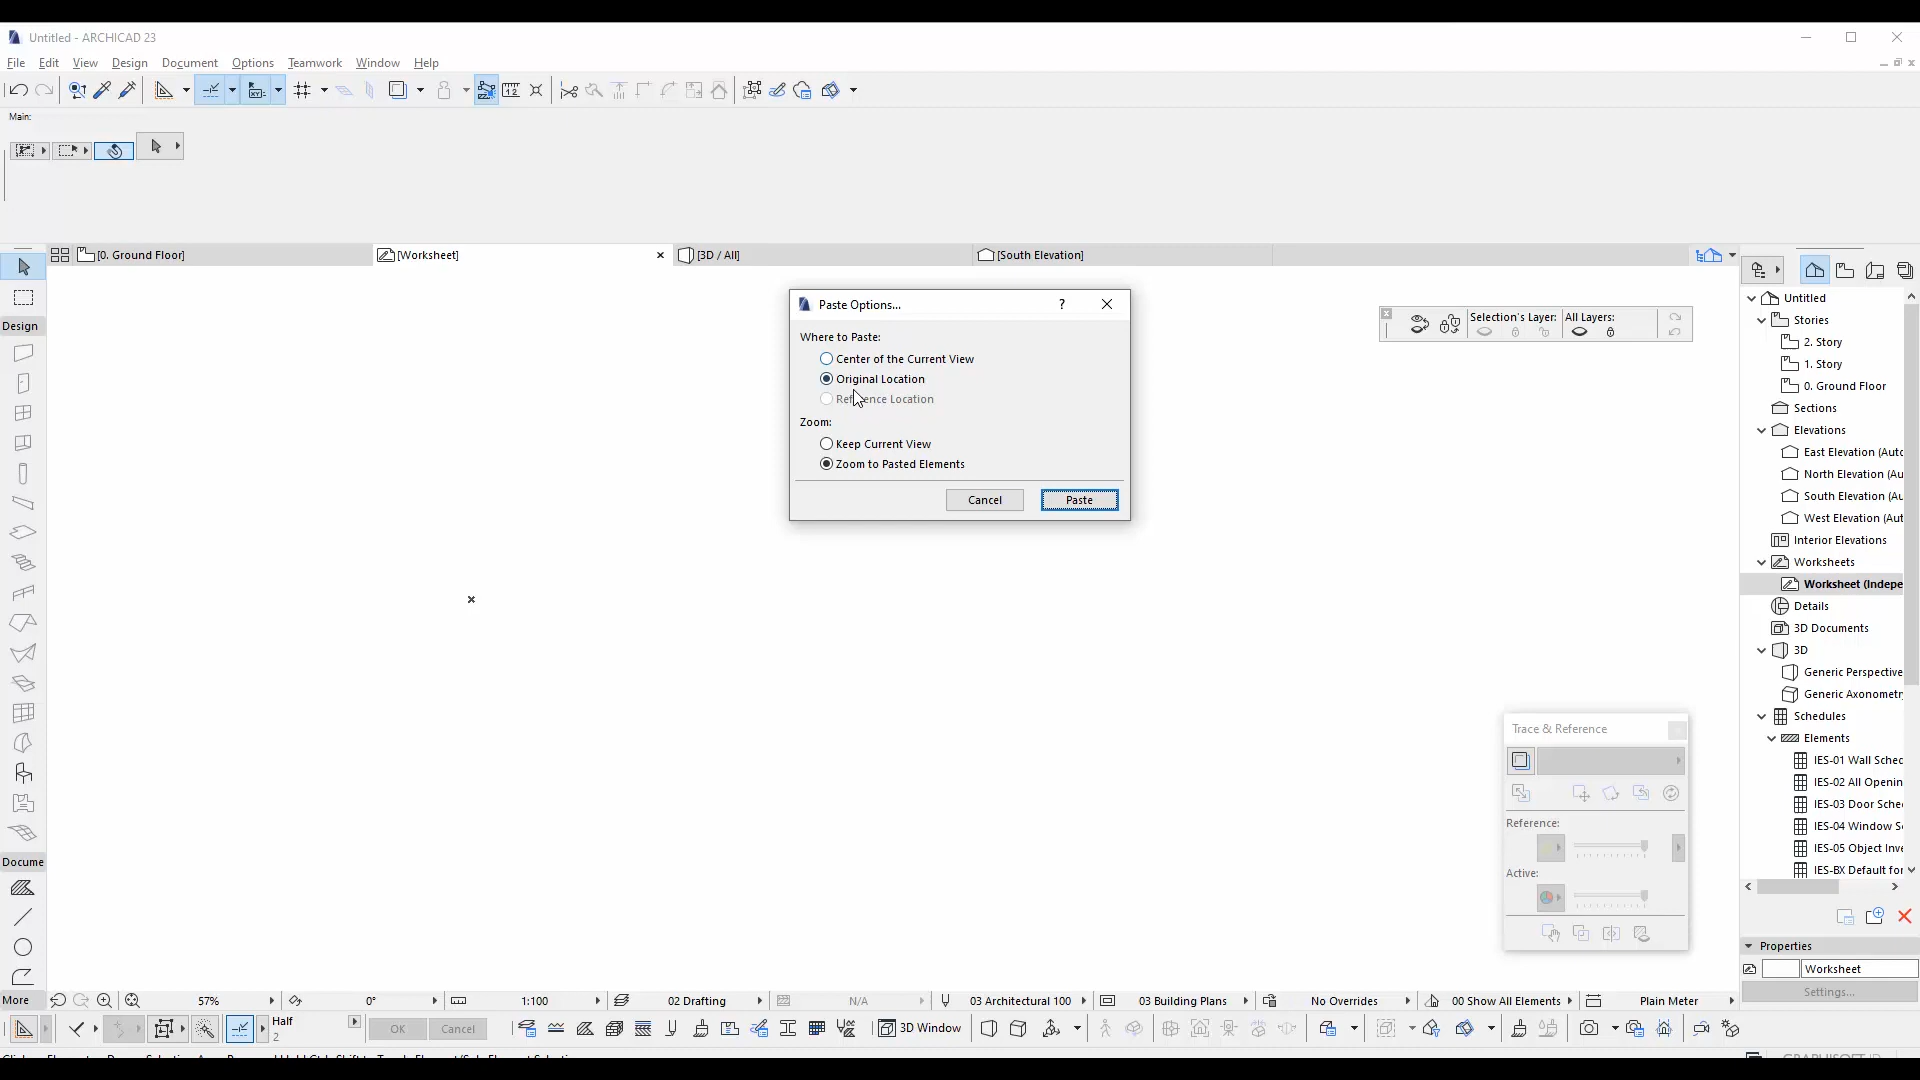 Untitled - ARCHICAD 23
File Edit View Design Document Options Teamwork Window Help
Main:
[0. Ground Floor]
[Worksheet]
[3D / All]
[South Elevation]
Design
Paste Options...
?
Where to Paste:
Center of the Current View
Original Location
Reference Location
Zoom:
Keep Current View
Zoom to Pasted Elements
Cancel
Paste
Selection's Layer:
All Layers:
Untitled
Stories
2. Story
1. Story
0. Ground Floor
Sections
Elevations
East Elevation (Auto
North Elevation (Au
South Elevation (Au
West Elevation (Aut
Interior Elevations
Worksheets
Worksheet (Indepe
Details
3D Documents
3D
Generic Perspective
Generic Axonometr
Schedules
Elements
IES-01 Wall Sched
IES-02 All Openin
IES-03 Door Sche
IES-04 Window S
IES-05 Object Inve
IES-BX Default for
Trace & Reference
Reference:
Active:
Docume
More
Properties
Worksheet
Settings...
57%
0°
1:100
02 Drafting
N/A
03 Architectural 100
03 Building Plans
No Overrides
00 Show All Elements
Plain Meter
Half
2
OK
Cancel
3D Window